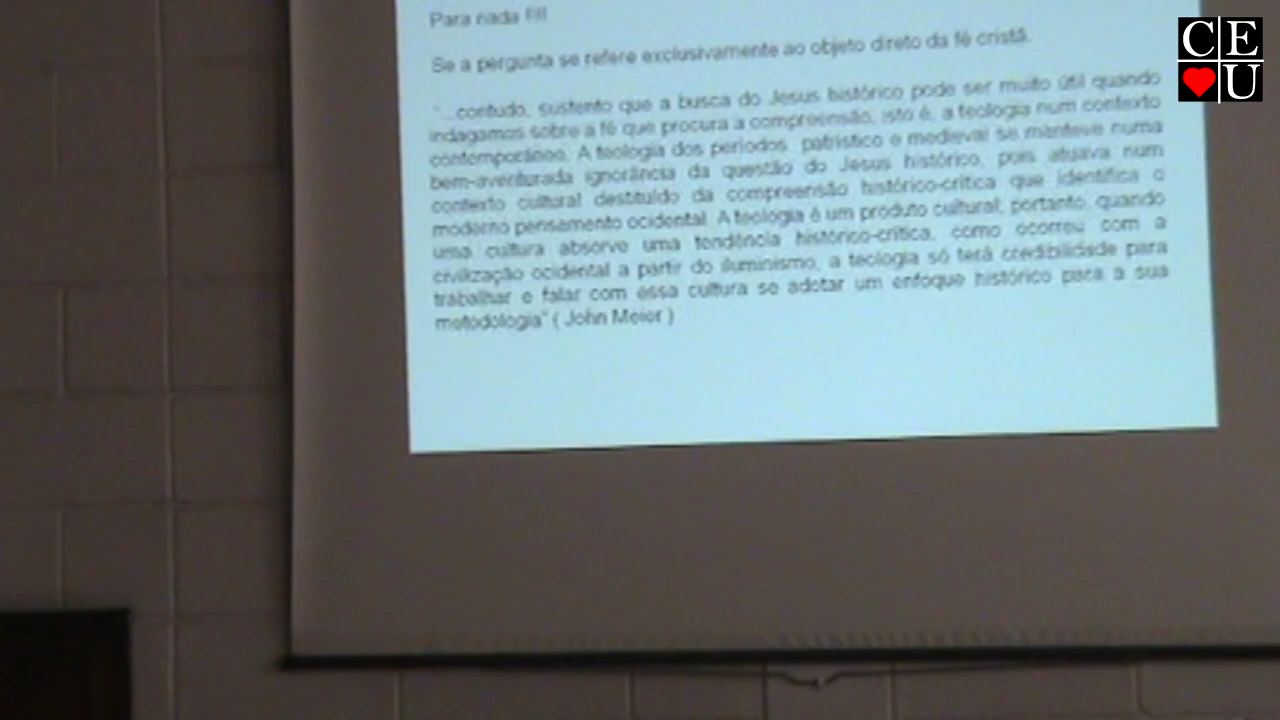 Para nada !!!
Se a pergunta se refere exclusivamente ao objeto direto da fé cristã.
"...contudo, sustento que a busca do Jesus histórico pode ser muito útil quando
indagamos sobre a fé que procura a compreensão, isto é, a teologia num contexto
contemporâneo. A teologia dos períodos patrístico e medieval se manteve numa
bem-aventurada ignorância da questão do Jesus histórico, pois atuava num
contexto cultural destituído da compreensão histórico-crítica que identifica o
moderno pensamento ocidental. A teologia é um produto cultural; portanto, quando
uma cultura absorve uma tendência histórico-crítica, como ocorreu com a
civilização ocidental a partir do iluminismo, a teologia só terá credibilidade para
trabalhar e falar com essa cultura se adotar um enfoque histórico para a sua
metodologia" ( John Meier )
CE
U